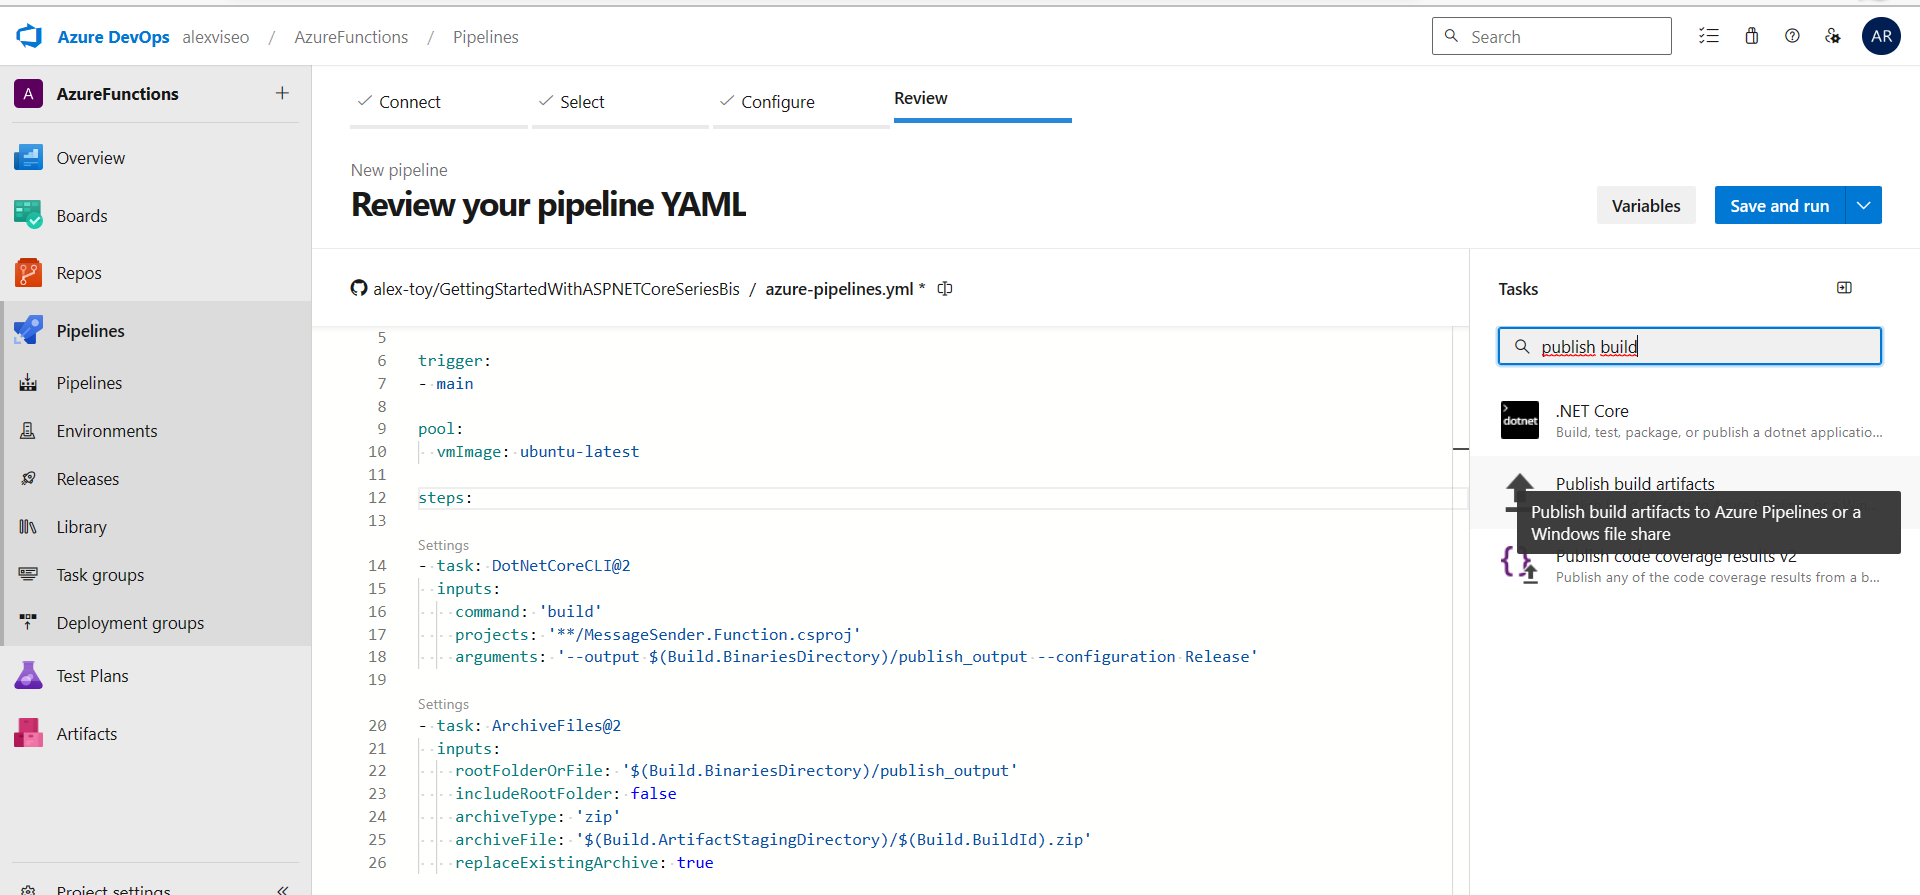 Azure DevOps alexviseo / AzureFunctions / Pipelines
Search
AR
A AzureFunctions +
Overview
Boards
Repos
Pipelines
Pipelines
Environments
Releases
Library
Task groups
Deployment groups
Test Plans
Artifacts
Project settings
Connect
Select
Configure
Review
New pipeline
Review your pipeline YAML
Variables
Save and run
alex-toy/GettingStartedWithASPNETCoreSeriesBis / azure-pipelines.yml *
5
6 trigger:
7 - main
8
9 pool:
10 vmImage: ubuntu-latest
11
12 steps:
13
Settings
14 - task: DotNetCoreCLI@2
15 inputs:
16 command: 'build'
17 projects: '**/MessageSender.Function.csproj'
18 arguments: '--output $(Build.BinariesDirectory)/publish_output --configuration Release'
19
Settings
20 - task: ArchiveFiles@2
21 inputs:
22 rootFolderOrFile: '$(Build.BinariesDirectory)/publish_output'
23 includeRootFolder: false
24 archiveType: 'zip'
25 archiveFile: '$(Build.ArtifactStagingDirectory)/$(Build.BuildId).zip'
26 replaceExistingArchive: true
Tasks
publish build
dotnet
.NET Core
Build, test, package, or publish a dotnet applicatio...
Publish build artifacts
Publish build artifacts to Azure Pipelines or a
Windows file share
Publish code coverage results v2
Publish any of the code coverage results from a b...